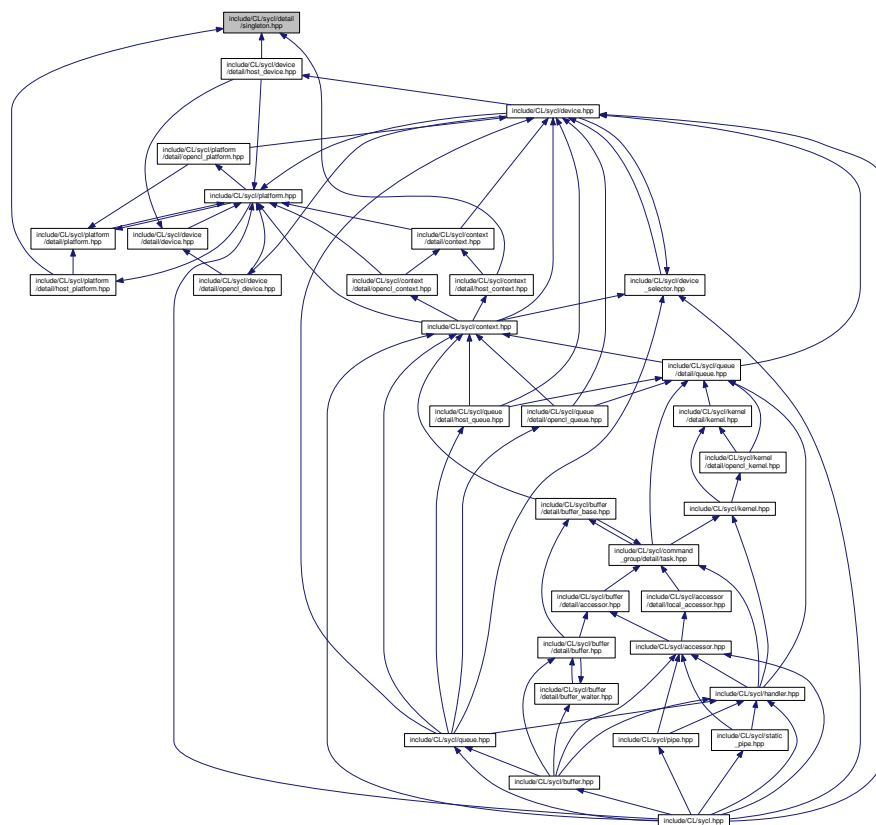 include/CL/sycl/detail
/singleton.hpp
include/CL/sycl/device
/detail/host_device.hpp
include/CL/sycl/device.hpp
include/CL/sycl/platform
/detail/opencl_platform.hpp
include/CL/sycl/platform.hpp
include/CL/sycl/platform
/detail/platform.hpp
include/CL/sycl/device
/detail/device.hpp
include/CL/sycl/context
/detail/context.hpp
include/CL/sycl/platform
/detail/host_platform.hpp
include/CL/sycl/device
/detail/opencl_device.hpp
include/CL/sycl/context
/detail/opencl_context.hpp
include/CL/sycl/context
/detail/host_context.hpp
include/CL/sycl/device
_selector.hpp
include/CL/sycl/context.hpp
include/CL/sycl/queue
/detail/queue.hpp
include/CL/sycl/queue
/detail/host_queue.hpp
include/CL/sycl/queue
/detail/opencl_queue.hpp
include/CL/sycl/kernel
/detail/kernel.hpp
include/CL/sycl/kernel
/detail/opencl_kernel.hpp
include/CL/sycl/buffer
/detail/buffer_base.hpp
include/CL/sycl/kernel.hpp
include/CL/sycl/command
_group/detail/task.hpp
include/CL/sycl/buffer
/detail/accessor.hpp
include/CL/sycl/accessor
/detail/local_accessor.hpp
include/CL/sycl/buffer
/detail/buffer.hpp
include/CL/sycl/accessor.hpp
include/CL/sycl/buffer
/detail/buffer_waiter.hpp
include/CL/sycl/handler.hpp
include/CL/sycl/queue.hpp
include/CL/sycl/pipe.hpp
include/CL/sycl/static
_pipe.hpp
include/CL/sycl/buffer.hpp
include/CL/sycl.hpp